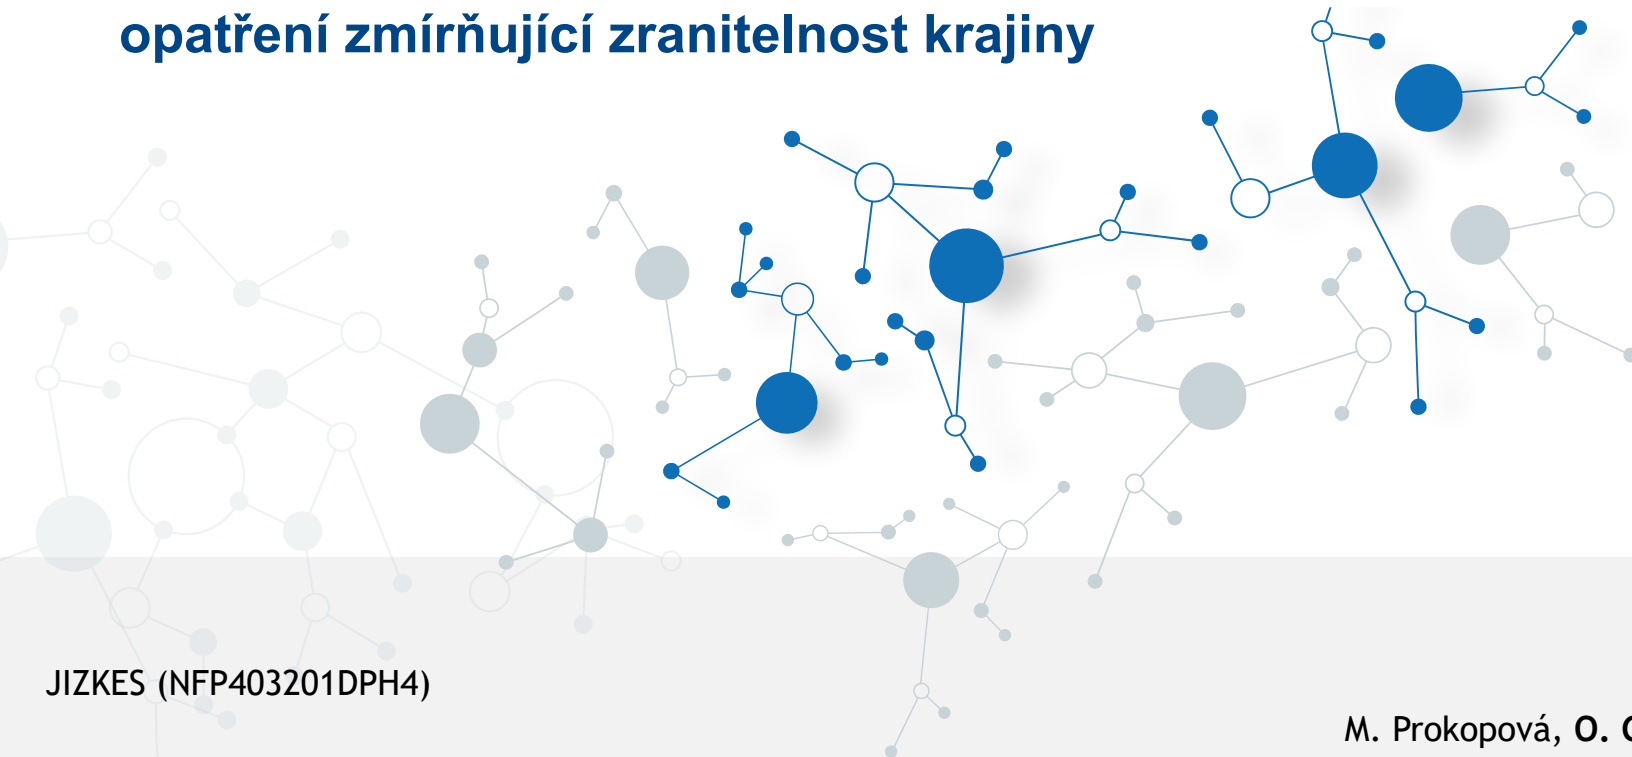 opatření zmírňující zranitelnost krajiny
JIZKES (NFP403201DPH4)
M. Prokopová, O.